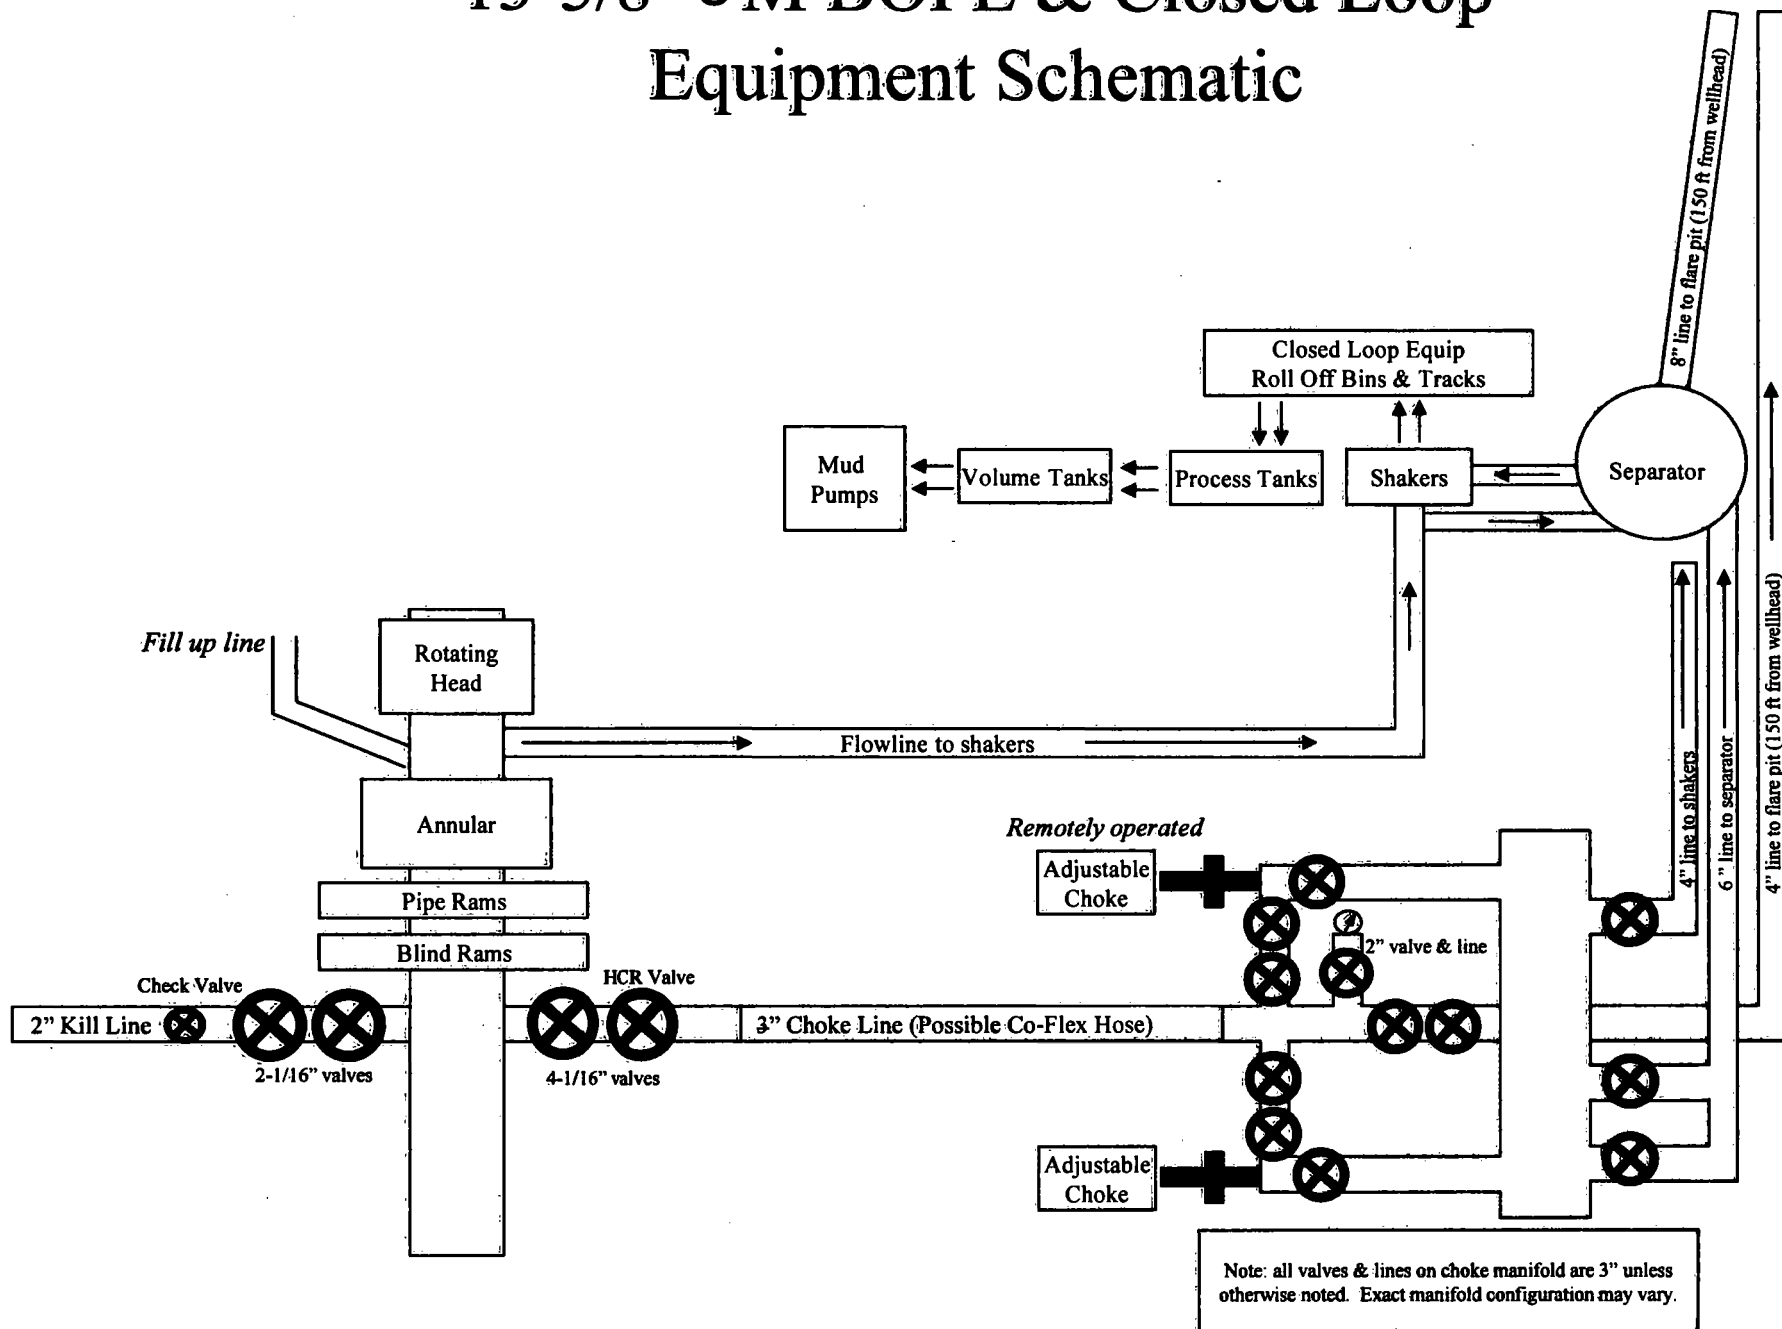 BOPE & Closed Loop
Equipment Schematic
8” line to flare pit (150 ft from wellhead)
Closed Loop Equip
Roll Off Bins & Tracks
Mud
Pumps
Volume Tanks
Process Tanks
Shakers
Separator
Fill up line
Rotating
Head
Flowline to shakers
4” line to shakers
6 ” line to separator
4” line to flare pit (150 ft from wellhead)
Annular
Remotely operated
Adjustable
Choke
Pipe Rams
Blind Rams
2” valve & line
Check Valve
HCR Valve
2” Kill Line
3” Choke Line (Possible Co-Flex Hose)
2-1/16” valves
4-1/16” valves
Adjustable
Choke
Note: all valves & lines on choke manifold are 3” unless
otherwise noted. Exact manifold configuration may vary.